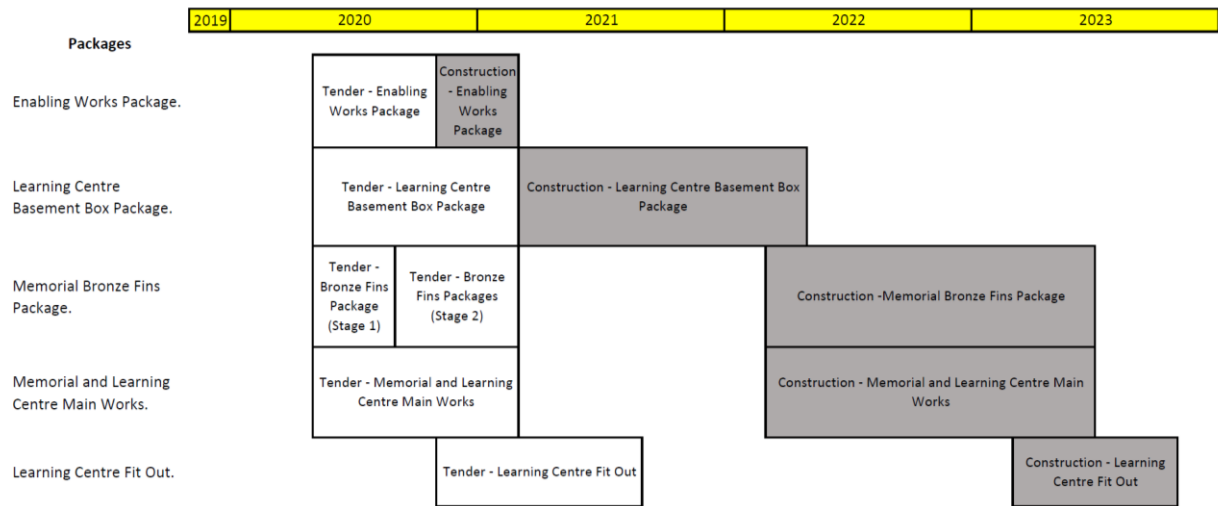 2019 2020 2021 2022 2023
Packages
Enabling Works Package.
Tender - Enabling
Works Package
Construction
- Enabling
Works
Package
Learning Centre
Basement Box Package.
Tender - Learning Centre
Basement Box Package
Construction - Learning Centre Basement Box
Package
Memorial Bronze Fins
Package.
Tender -
Bronze Fins
Package
(Stage 1)
Tender - Bronze
Fins Packages
(Stage 2)
Construction -Memorial Bronze Fins Package
Memorial and Learning
Centre Main Works.
Tender - Memorial and Learning
Centre Main Works
Construction - Memorial and Learning Centre Main
Works
Learning Centre Fit Out.
Tender - Learning Centre Fit Out
Construction - Learning
Centre Fit Out